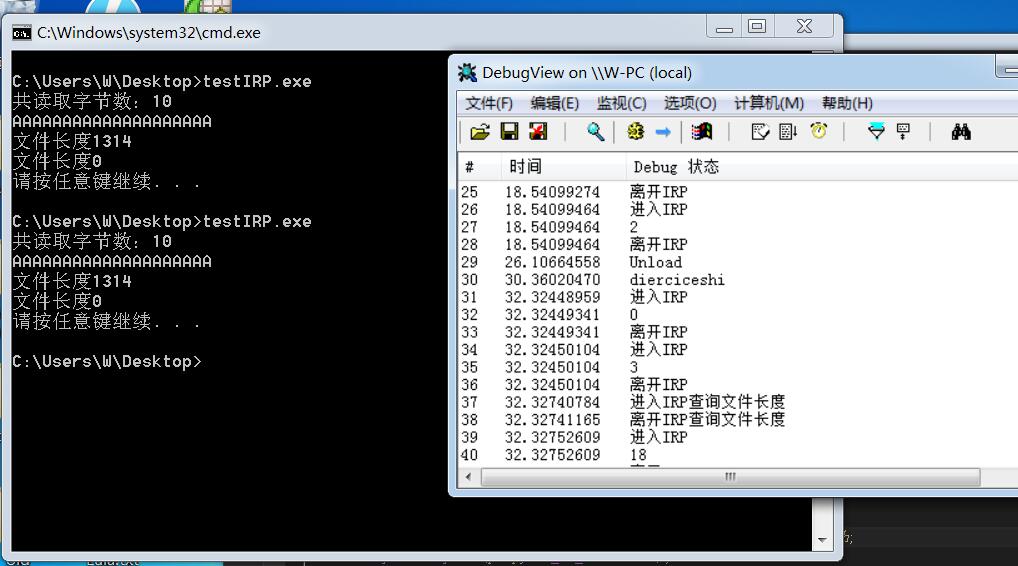 C:\Windows\system32\cmd.exe
C:\Users\W\Desktop>testIRP.exe
共读取字节数：10
AAAAAAAAAAAAAAAAAAAA
文件长度1314
文件长度0
请按任意键继续. . .
C:\Users\W\Desktop>testIRP.exe
共读取字节数：10
AAAAAAAAAAAAAAAAAAAA
文件长度1314
文件长度0
请按任意键继续. . .
C:\Users\W\Desktop>
DebugView on \\W-PC (local)
文件(F) 编辑(E) 监视(C) 选项(O) 计算机(M) 帮助(H)
# 时间 Debug 状态
25 18.54099274 离开IRP
26 18.54099464 进入IRP
27 18.54099464 2
28 18.54099464 离开IRP
29 26.10664558 Unload
30 30.36020470 dierciceshi
31 32.32448959 进入IRP
32 32.32449341 0
33 32.32449341 离开IRP
34 32.32450104 进入IRP
35 32.32450104 3
36 32.32450104 离开IRP
37 32.32740784 进入IRP查询文件长度
38 32.32741165 离开IRP查询文件长度
39 32.32752609 进入IRP
40 32.32752609 18